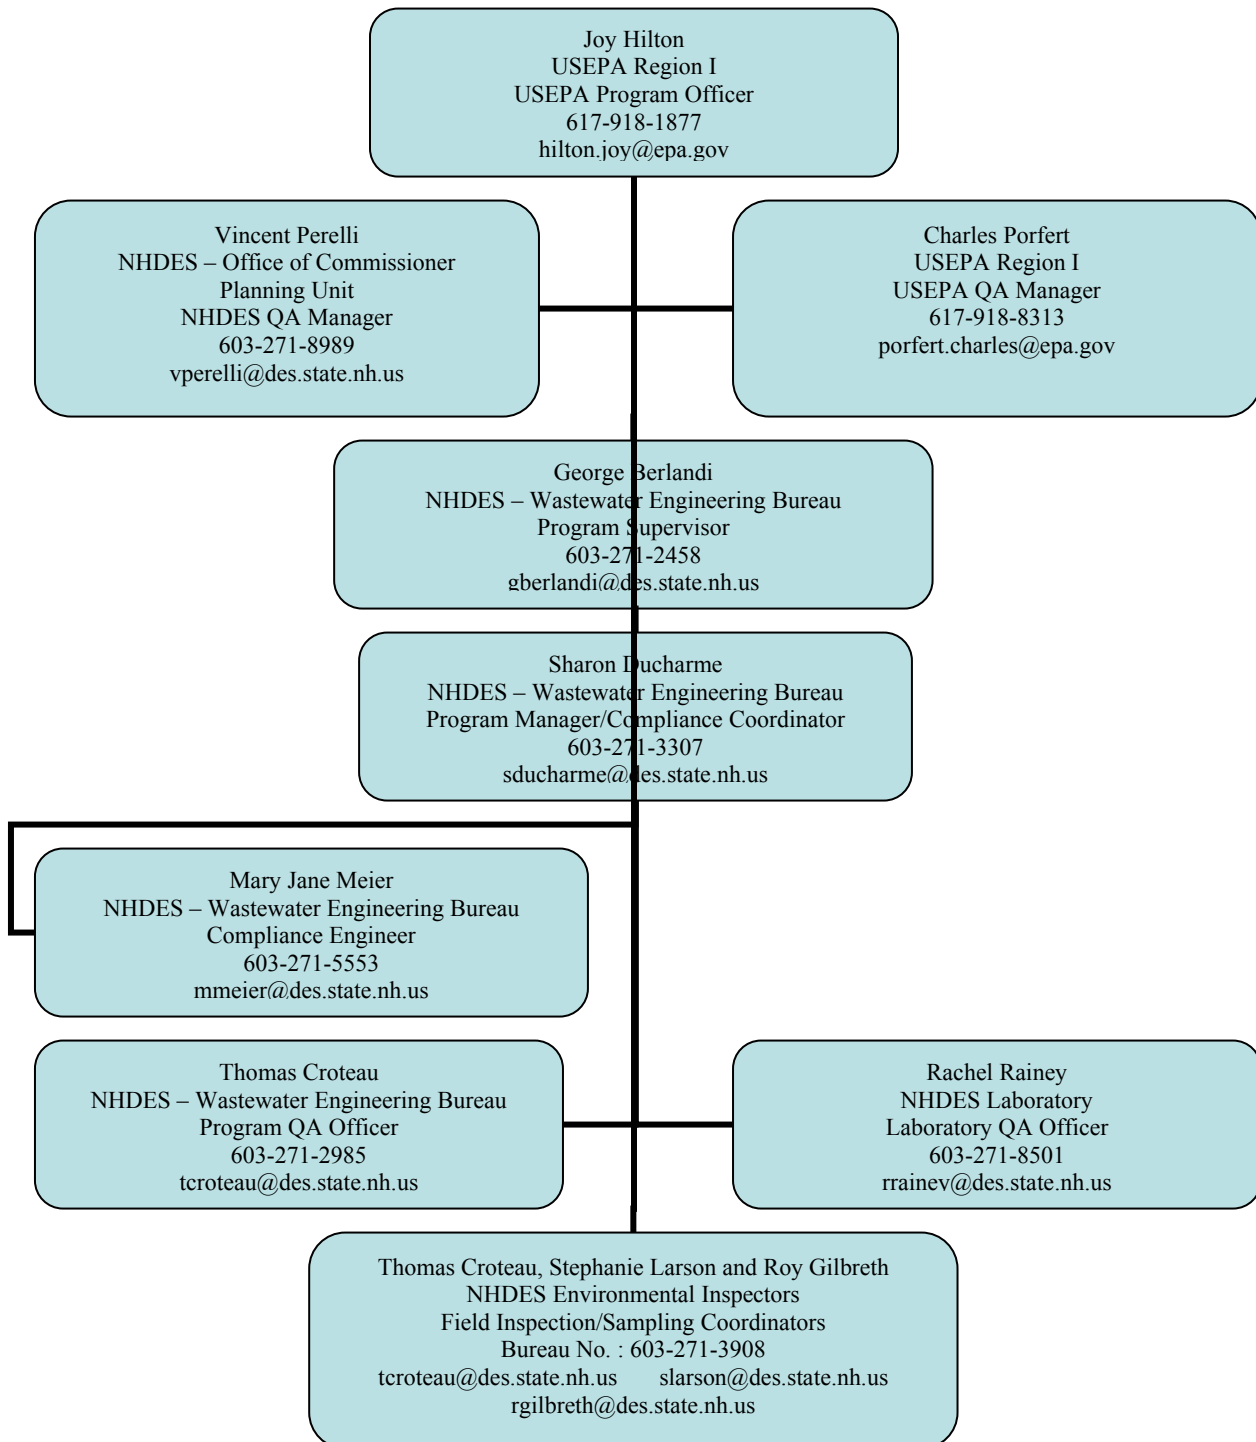 Joy Hilton
USEPA Region I
USEPA Program Officer
617-918-1877
hilton.joy@epa.gov
Vincent Perelli
NHDES – Office of Commissioner
Planning Unit
NHDES QA Manager
603-271-8989
vperelli@des.state.nh.us
Charles Porfert
USEPA Region I
USEPA QA Manager
617-918-8313
porfert.charles@epa.gov
George Berlandi
NHDES – Wastewater Engineering Bureau
Program Supervisor
603-271-2458
gberlandi@des.state.nh.us
Sharon Ducharme
NHDES – Wastewater Engineering Bureau
Program Manager/Compliance Coordinator
603-271-3307
sducharme@des.state.nh.us
Mary Jane Meier
NHDES – Wastewater Engineering Bureau
Compliance Engineer
603-271-5553
mmeier@des.state.nh.us
Thomas Croteau
NHDES – Wastewater Engineering Bureau
Program QA Officer
603-271-2985
tcroteau@des.state.nh.us
Rachel Rainey
NHDES Laboratory
Laboratory QA Officer
603-271-8501
rrainey@des.state.nh.us
Thomas Croteau, Stephanie Larson and Roy Gilbreth
NHDES Environmental Inspectors
Field Inspection/Sampling Coordinators
Bureau No. : 603-271-3908
tcroteau@des.state.nh.us slarson@des.state.nh.us
rgilbreth@des.state.nh.us